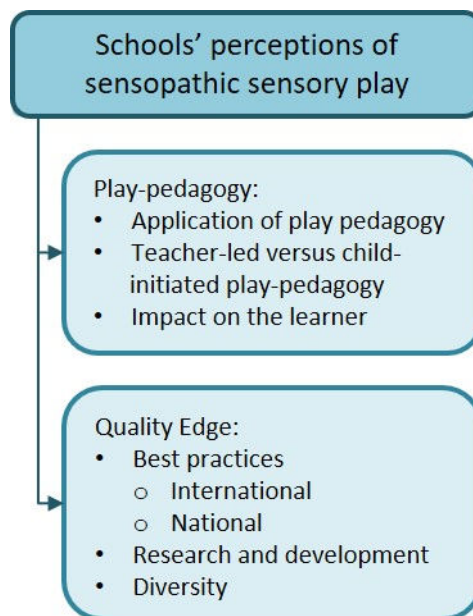 Schools’ perceptions of
sensopathic sensory play
Play-pedagogy:
• Application of play pedagogy
• Teacher-led versus child-
initiated play-pedagogy
• Impact on the learner
Quality Edge:
• Best practices
o International
o National
• Research and development
• Diversity